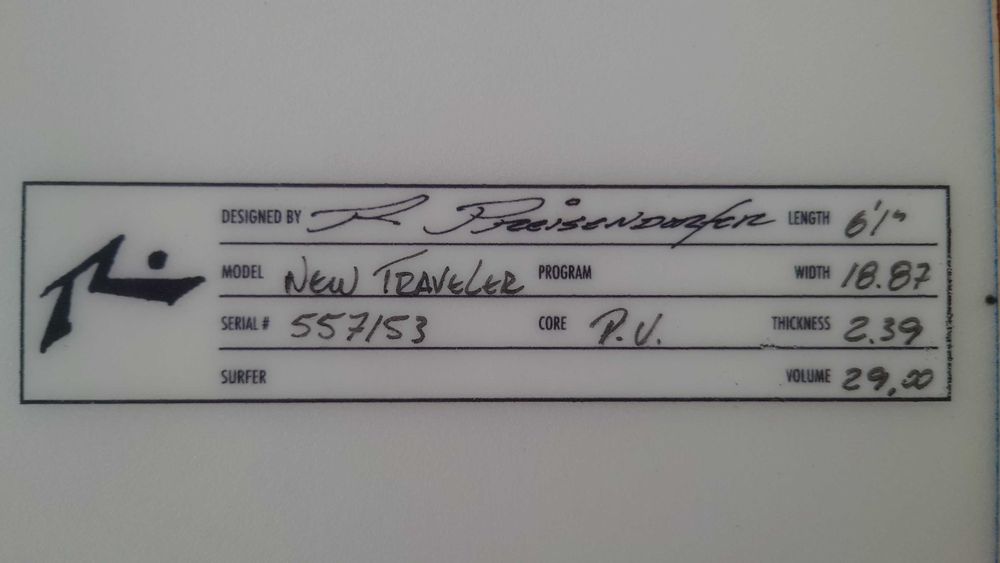 DESIGNED BY R. Preisendorfer LENGTH 6'1"
MODEL NEW TRAVELER PROGRAM WIDTH 18.87
SERIAL # 557153 CORE P.U. THICKNESS 2.39
SURFER VOLUME 29,00